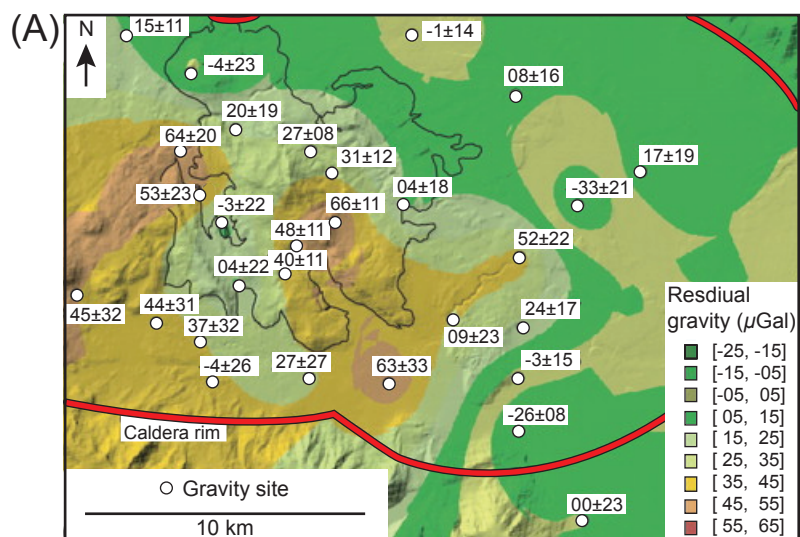 (A)
N
15±11
-1±14
-4±23
08±16
20±19
64±20
27±08
17±19
31±12
53±23
04±18
-3±22
-33±21
66±11
48±11
52±22
40±11
04±22
45±32
44±31
37±32
09±23
24±17
-4±26
27±27
63±33
-3±15
-26±08
Caldera rim
00±23
Gravity site
10 km
Resdiual
gravity (µGal)
[-25, -15]
[-15, -05]
[-05, 05]
[ 05, 15]
[ 15, 25]
[ 25, 35]
[ 35, 45]
[ 45, 55]
[ 55, 65]